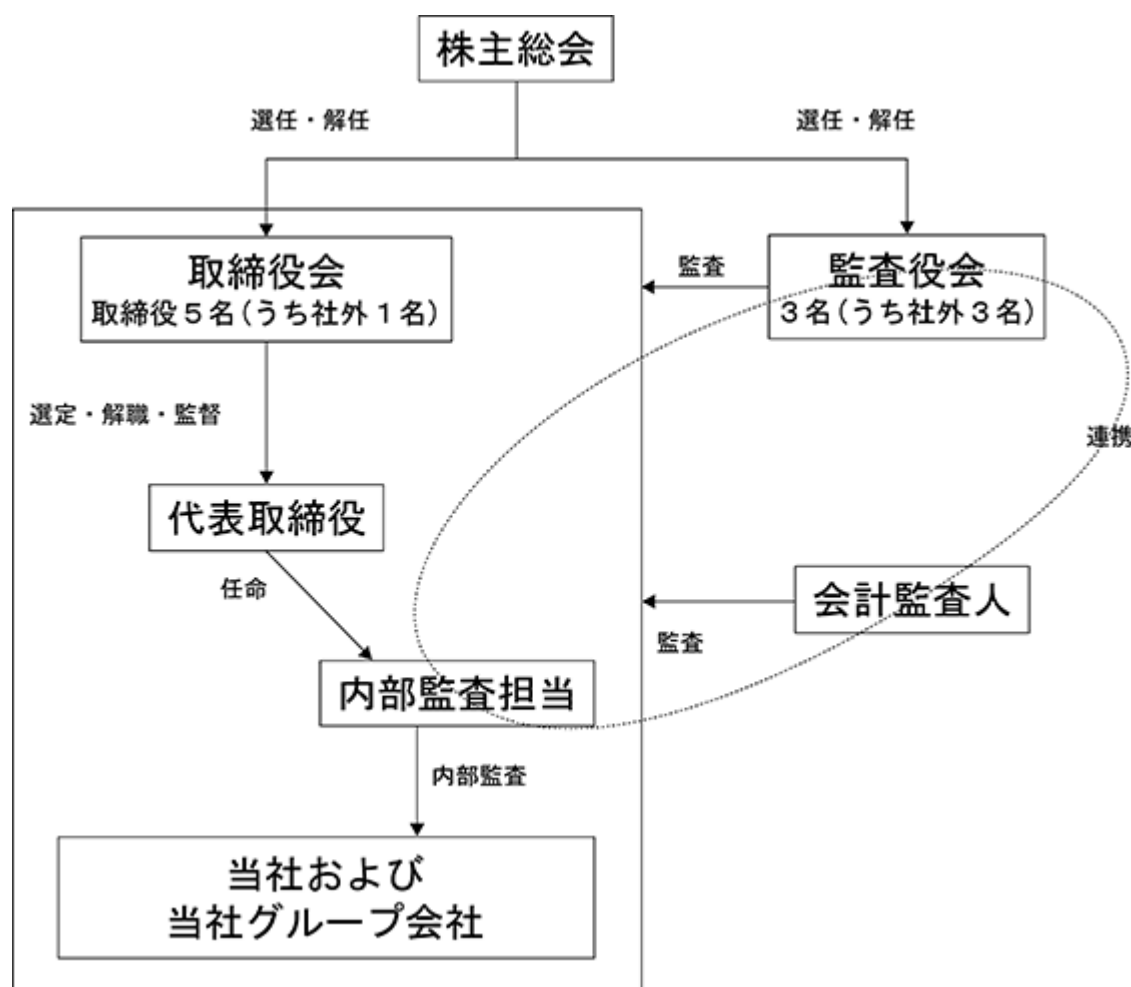 株主総会
選任・解任
選任・解任
取締役会
取締役５名（うち社外１名）
監査
監査役会
３名（うち社外３名）
選定・解職・監督
連携
代表取締役
任命
会計監査人
監査
内部監査担当
内部監査
当社および
当社グループ会社